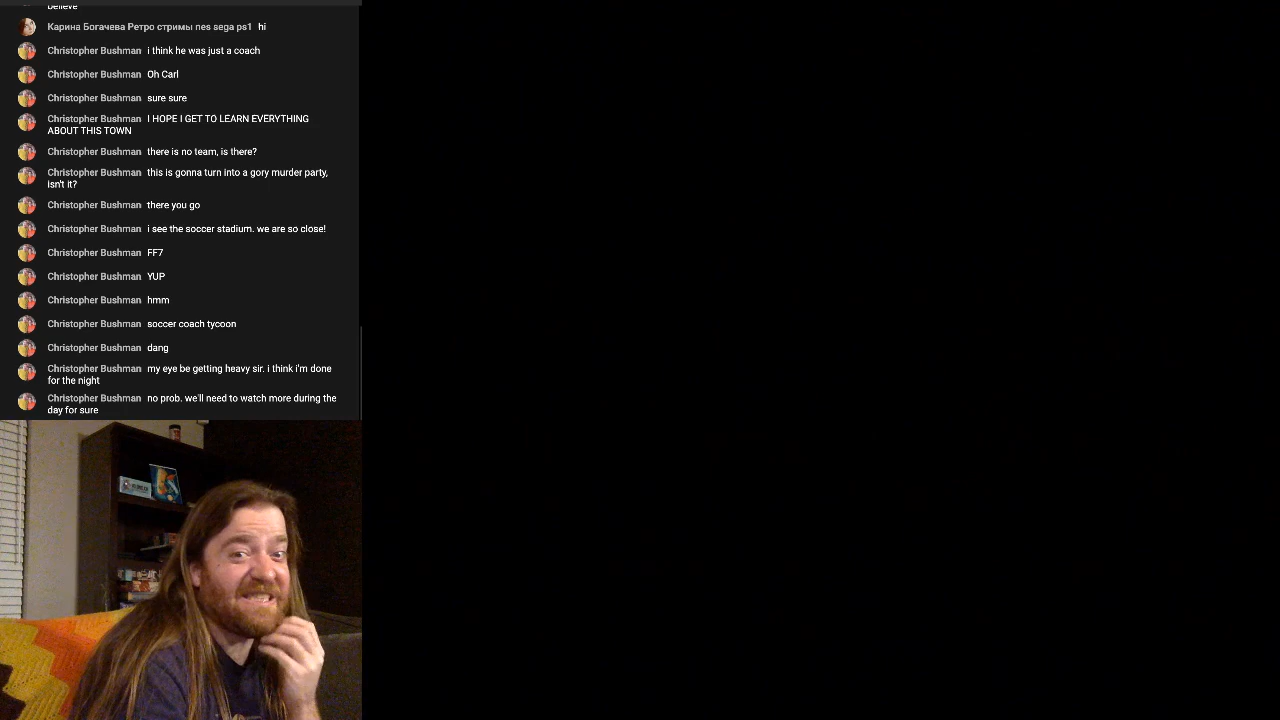 believe
Карина Богачева Ретро стримы nes sega ps1 hi
Christopher Bushman i think he was just a coach
Christopher Bushman Oh Carl
Christopher Bushman sure sure
Christopher Bushman I HOPE I GET TO LEARN EVERYTHING
ABOUT THIS TOWN
Christopher Bushman there is no team, is there?
Christopher Bushman this is gonna turn into a gory murder party,
isn't it?
Christopher Bushman there you go
Christopher Bushman i see the soccer stadium. we are so close!
Christopher Bushman FF7
Christopher Bushman YUP
Christopher Bushman hmm
Christopher Bushman soccer coach tycoon
Christopher Bushman dang
Christopher Bushman my eye be getting heavy sir. i think i'm done
for the night
Christopher Bushman no prob. we'll need to watch more during the
day for sure